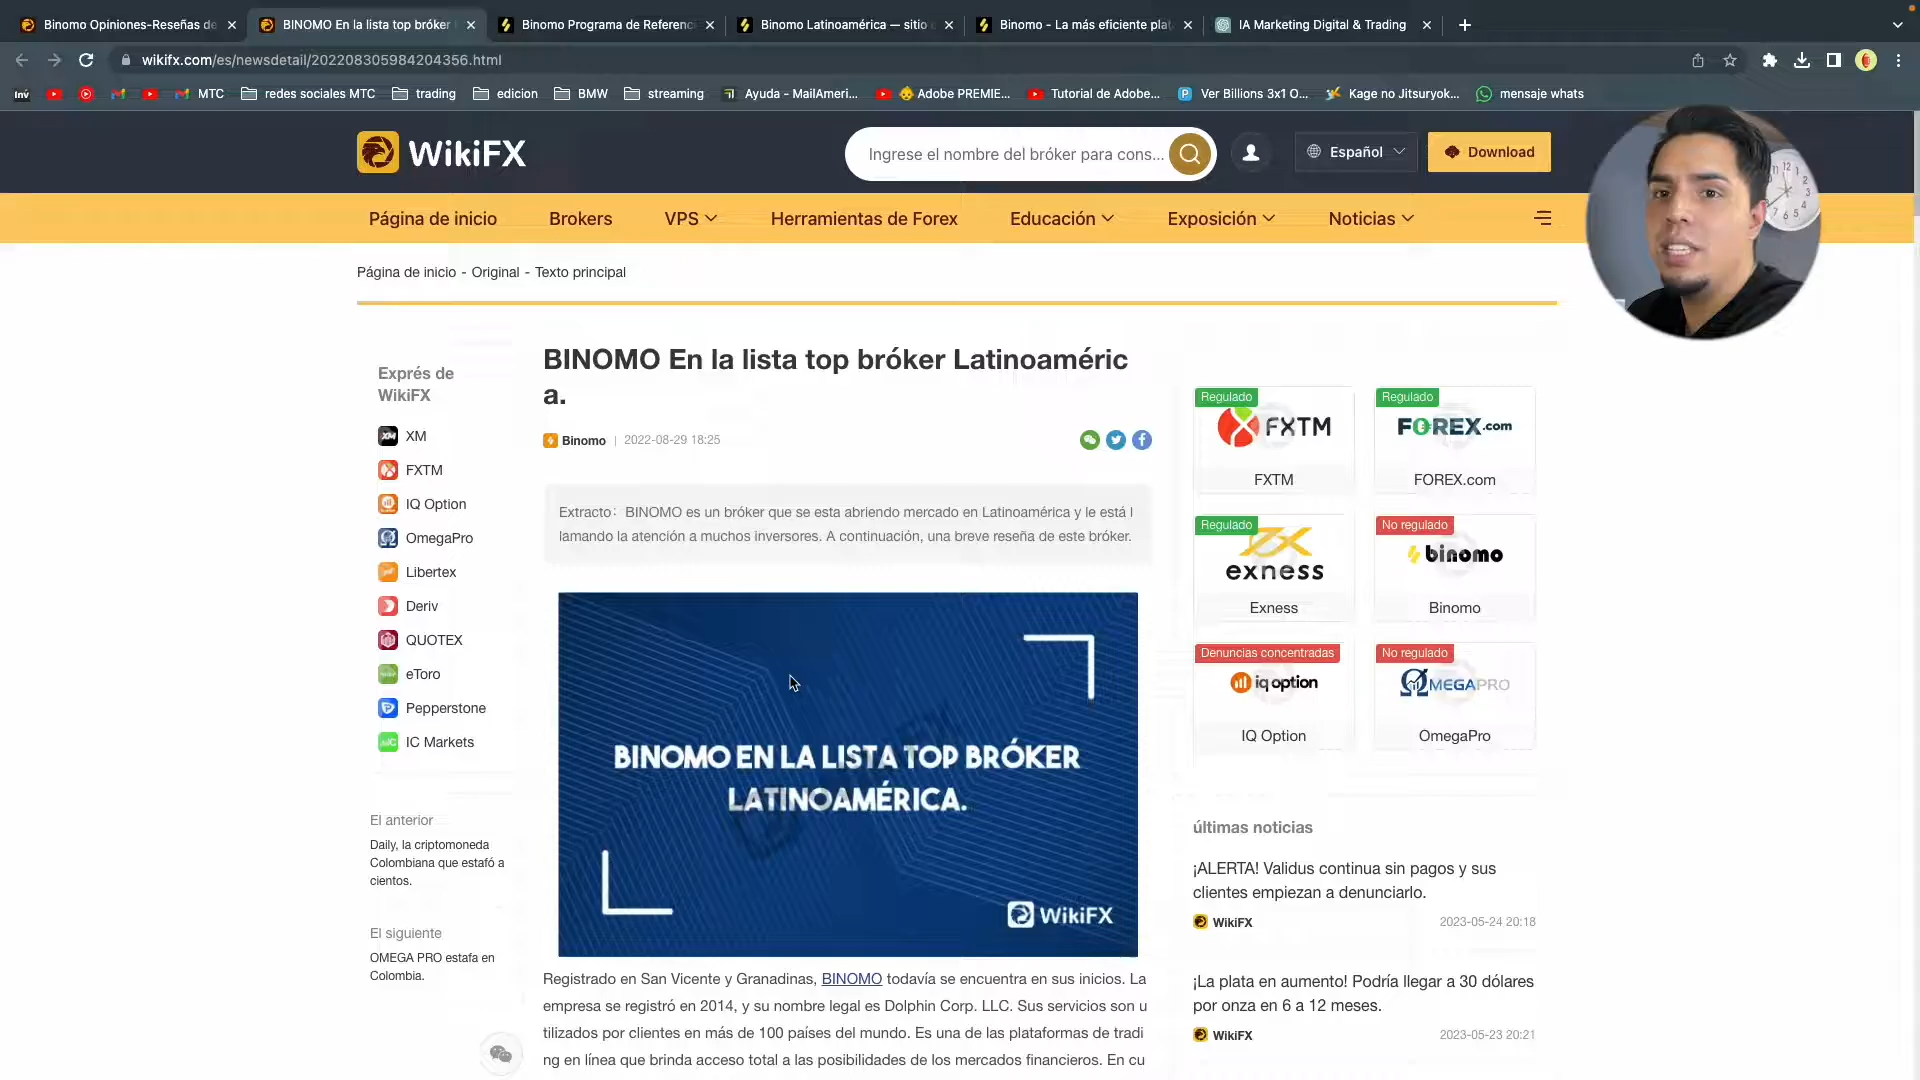 Binomo Opiniones-Reseñas de
BINOMO En la lista top bróker
Binomo Programa de Referenc
Binomo Latinoamérica — sitio
Binomo - La más eficiente plat
IA Marketing Digital & Trading
wikifx.com/es/newsdetail/202208305984204356.html
Inv
MTC
redes sociales MTC
trading
edicion
BMW
streaming
Ayuda - MailAmeri...
Adobe PREMIE...
Tutorial de Adobe...
Ver Billions 3x1 O...
Kage no Jitsuryok...
mensaje whats
WikiFX
Ingrese el nombre del bróker para cons...
Español
Download
Página de inicio
Brokers
VPS
Herramientas de Forex
Educación
Exposición
Noticias
Página de inicio - Original - Texto principal
Exprés de
WikiFX
XM
FXTM
IQ Option
OmegaPro
Libertex
Deriv
QUOTEX
eToro
Pepperstone
IC Markets
El anterior
Daily, la criptomoneda
Colombiana que estafó a
cientos.
El siguiente
OMEGA PRO estafa en
Colombia.
BINOMO En la lista top bróker Latinoaméric
a.
Binomo | 2022-08-29 18:25
Extracto: BINOMO es un bróker que se esta abriendo mercado en Latinoamérica y le está l
lamando la atención a muchos inversores. A continuación, una breve reseña de este bróker.
BINOMO EN LA LISTA TOP BRÓKER
LATINOAMÉRICA.
WikiFX
Registrado en San Vicente y Granadinas, BINOMO todavía se encuentra en sus inicios. La
empresa se registró en 2014, y su nombre legal es Dolphin Corp. LLC. Sus servicios son u
tilizados por clientes en más de 100 países del mundo. Es una de las plataformas de tradi
ng en línea que brinda acceso total a las posibilidades de los mercados financieros. En cu
Regulado
FXTM
FXTM
Regulado
FOREX.com
FOREX.com
Regulado
exness
Exness
No regulado
binomo
Binomo
Denuncias concentradas
iq option
IQ Option
No regulado
OMEGAPRO
OmegaPro
últimas noticias
¡ALERTA! Validus continua sin pagos y sus
clientes empiezan a denunciarlo.
WikiFX 2023-05-24 20:18
¡La plata en aumento! Podría llegar a 30 dólares
por onza en 6 a 12 meses.
WikiFX 2023-05-23 20:21